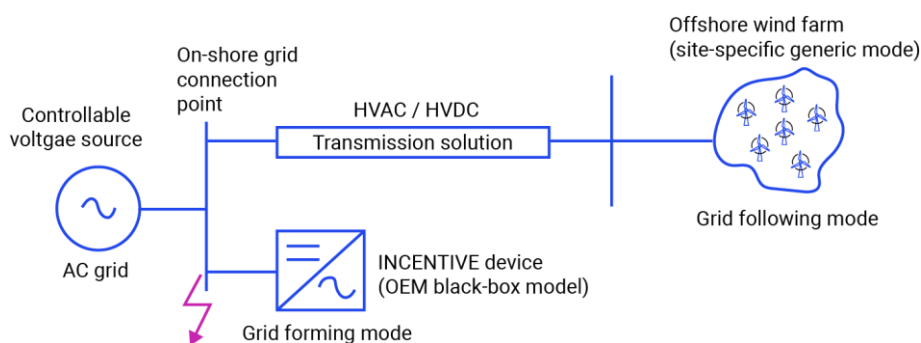 Offshore wind farm
(site-specific generic mode)
On-shore grid
connection
point
Controllable
voltgae source
HVAC / HVDC
Transmission solution
Grid following mode
AC grid
INCENTIVE device
(OEM black-box model)
Grid forming mode